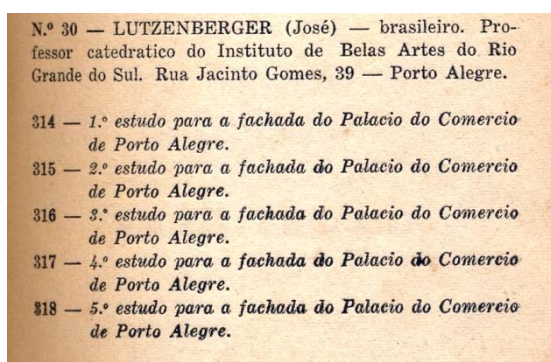 N.º 30 — LUTZENBERGER (José) — brasileiro. Pro-
fessor catedratico do Instituto de Belas Artes do Rio
Grande do Sul. Rua Jacinto Gomes, 39 — Porto Alegre.
314 — 1.º estudo para a fachada do Palacio do Comercio
de Porto Alegre.
315 — 2.º estudo para a fachada do Palacio do Comercio
de Porto Alegre.
316 — 3.º estudo para a fachada do Palacio do Comercio
de Porto Alegre.
317 — 4.º estudo para a fachada do Palacio do Comercio
de Porto Alegre.
318 — 5.º estudo para a fachada do Palacio do Comercio
de Porto Alegre.